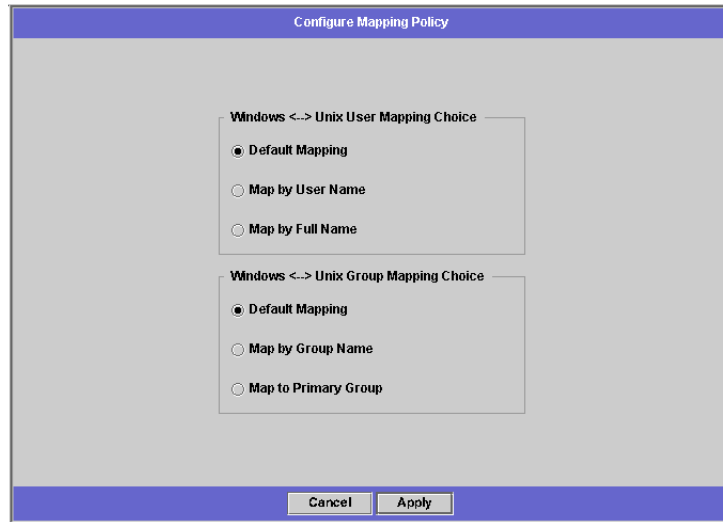 Configure Mapping Policy
Windows <--> Unix User Mapping Choice
Default Mapping
Map by User Name
Map by Full Name
Windows <--> Unix Group Mapping Choice
Default Mapping
Map by Group Name
Map to Primary Group
Cancel Apply